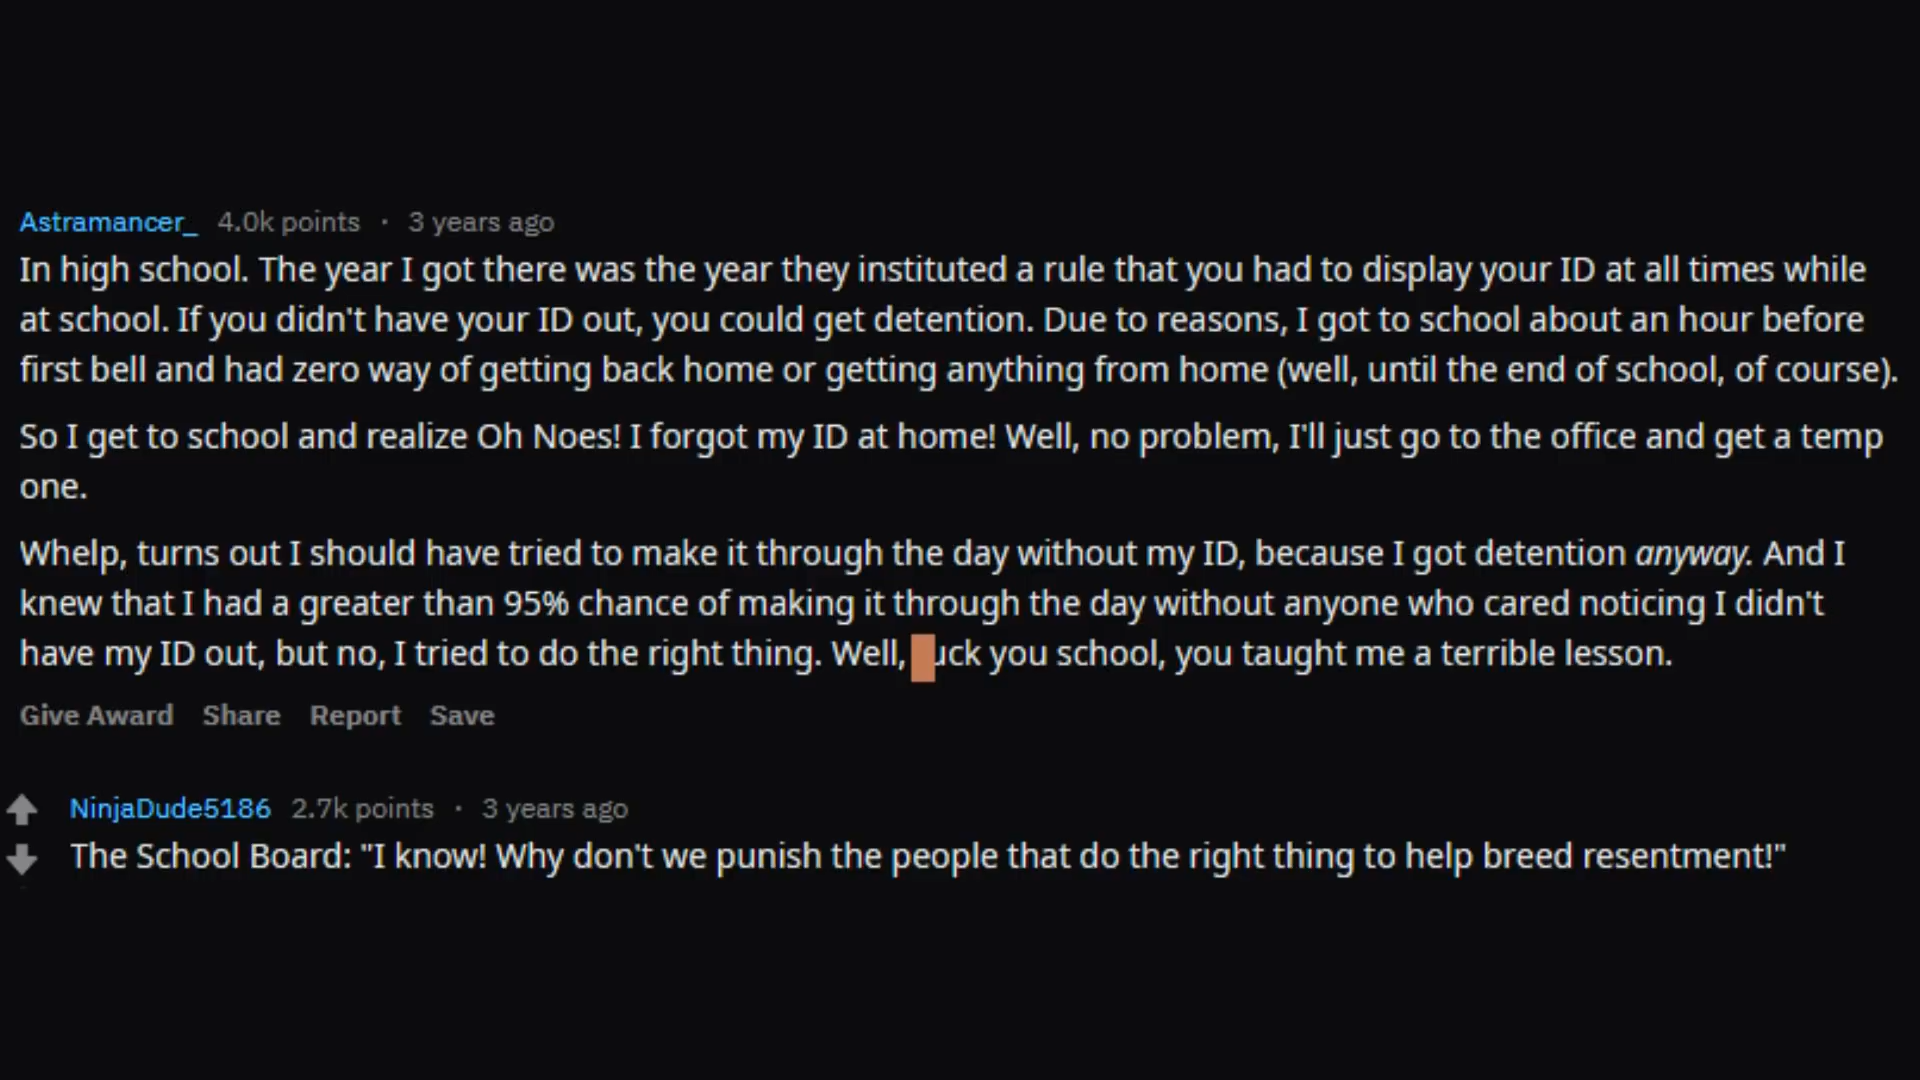 Astramancer_ 4.0k points · 3 years ago
In high school. The year I got there was the year they instituted a rule that you had to display your ID at all times while
at school. If you didn't have your ID out, you could get detention. Due to reasons, I got to school about an hour before
first bell and had zero way of getting back home or getting anything from home (well, until the end of school, of course).
So I get to school and realize Oh Noes! I forgot my ID at home! Well, no problem, I'll just go to the office and get a temp
one.
Whelp, turns out I should have tried to make it through the day without my ID, because I got detention anyway. And I
knew that I had a greater than 95% chance of making it through the day without anyone who cared noticing I didn't
have my ID out, but no, I tried to do the right thing. Well, uck you school, you taught me a terrible lesson.
Give Award Share Report Save
NinjaDude5186 2.7k points · 3 years ago
The School Board: "I know! Why don't we punish the people that do the right thing to help breed resentment!"